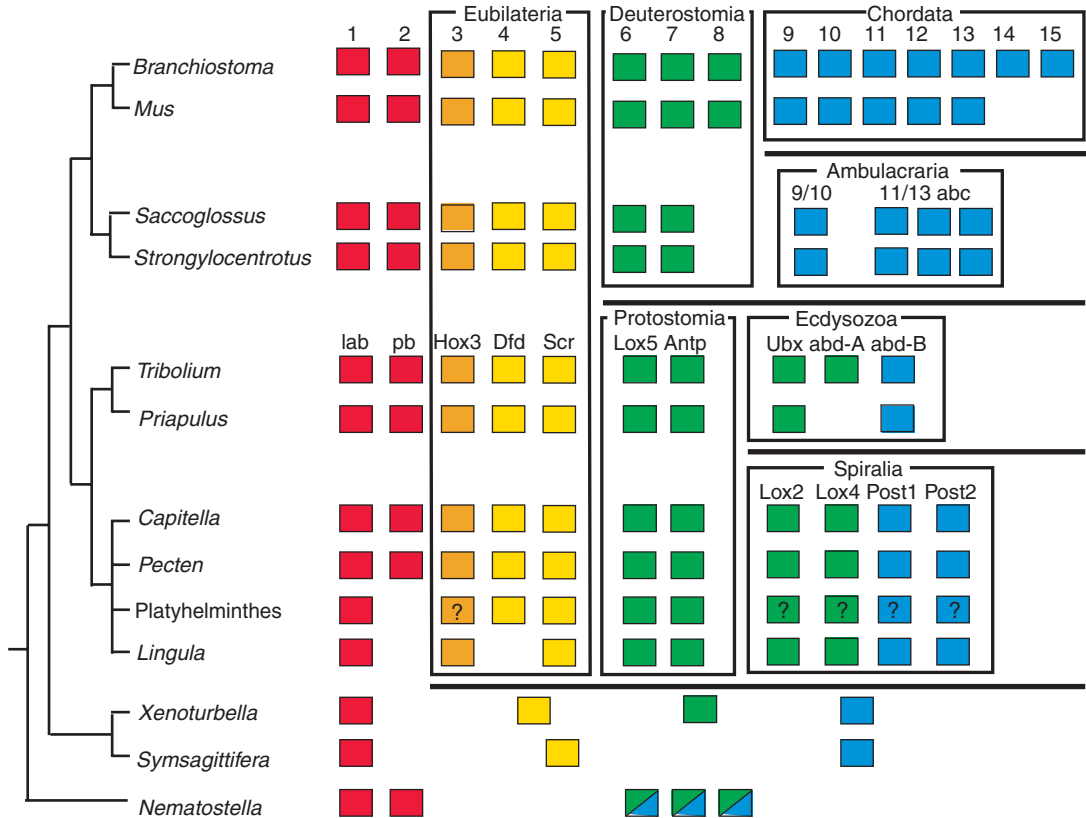 Eubilateria Deuterostomia Chordata
1 2 3 4 5 6 7 8 9 10 11 12 13 14 15
Branchiostoma
Mus
Ambulacraria
9/10 11/13 abc
Saccoglossus
Strongylocentrotus
Protostomia Ecdysozoa
lab pb Hox3 Dfd Scr Lox5 Antp Ubx abd-A abd-B
Tribolium
Priapulus
Spiralia
Lox2 Lox4 Post1 Post2
Capitella
Pecten
Platyhelminthes ? ? ? ? ?
Lingula
Xenoturbella
Symsagittifera
Nematostella